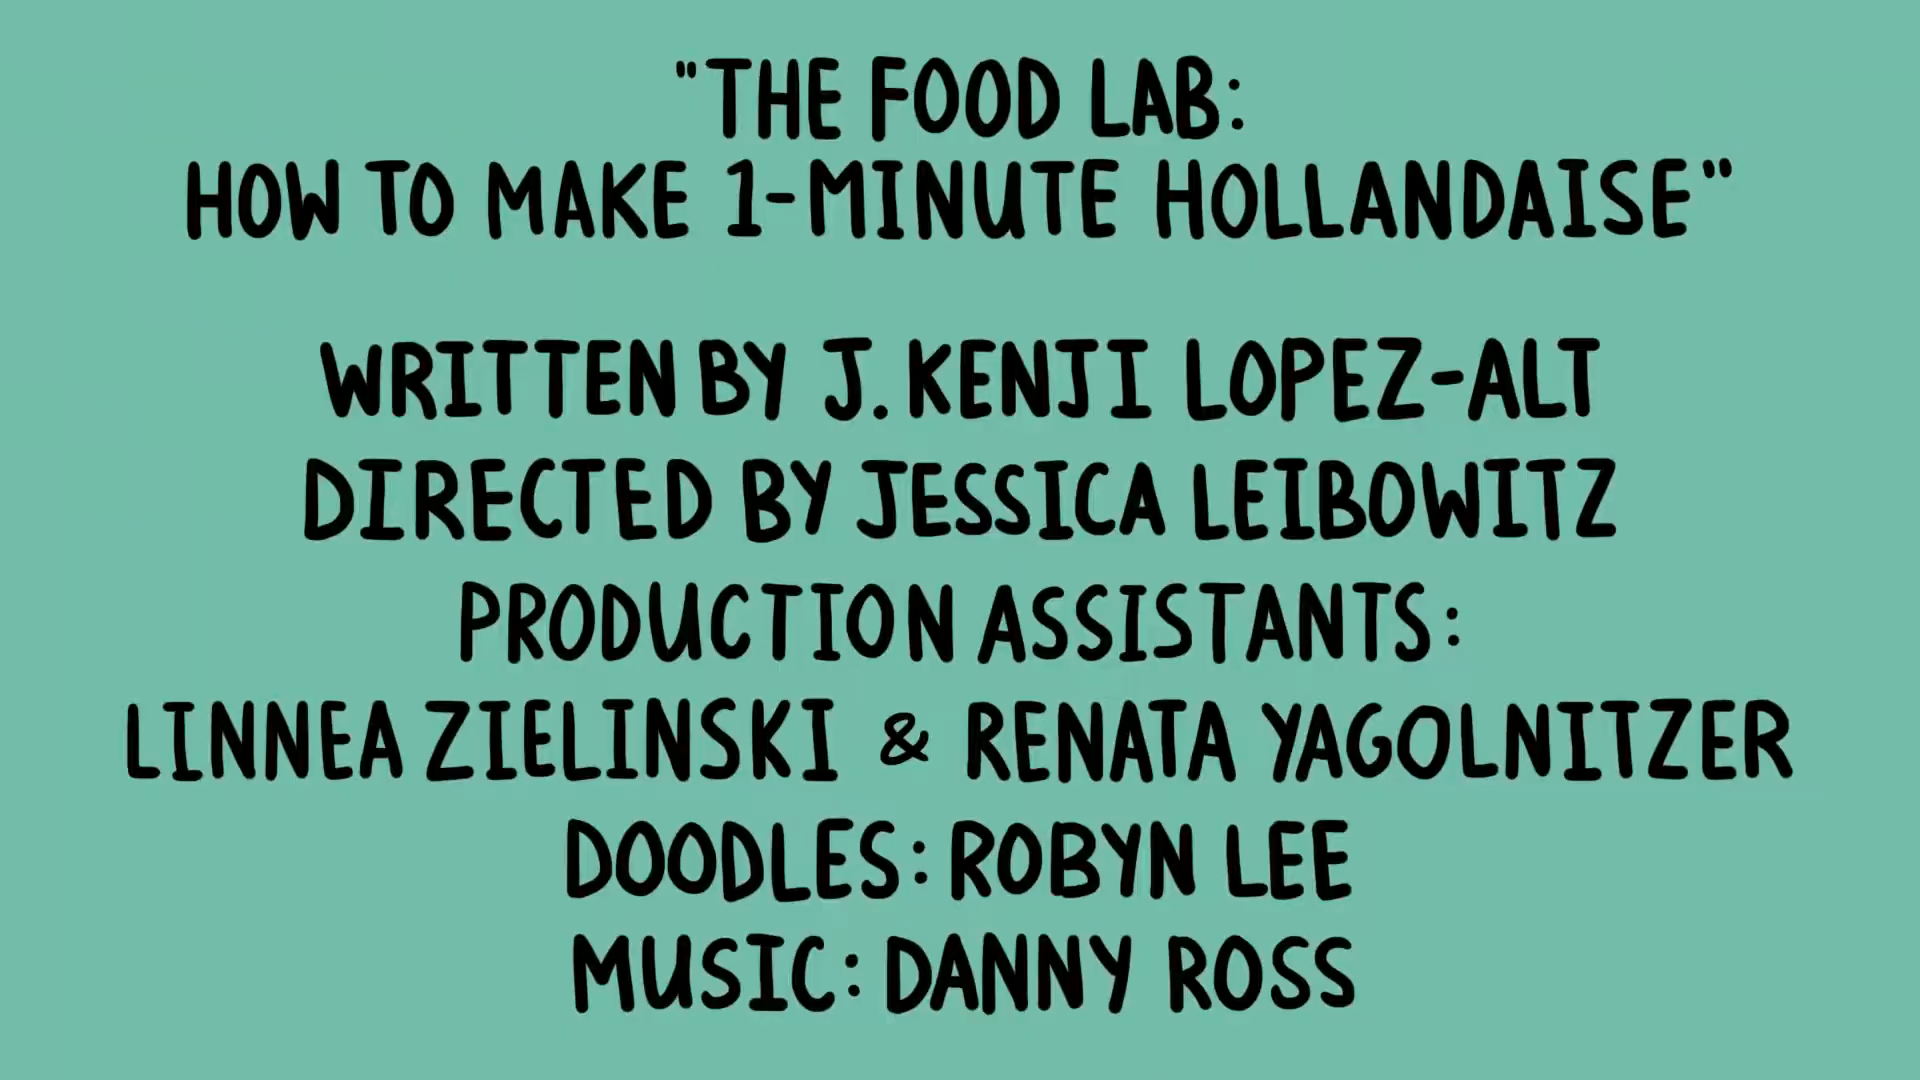 "THE FOOD LAB:
HOW TO MAKE 1-MINUTE HOLLANDAISE"
WRITTEN BY J. KENJI LOPEZ-ALT
DIRECTED BY JESSICA LEIBOWITZ
PRODUCTION ASSISTANTS:
LINNEA ZIELINSKI & RENATA YAGOLNITZER
DOODLES: ROBYN LEE
MUSIC: DANNY ROSS